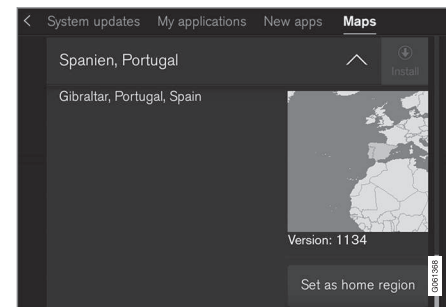 System updates My applications New apps Maps
Spanien, Portugal
Install
Gibraltar, Portugal, Spain
Version: 1134
Set as home region
G061368